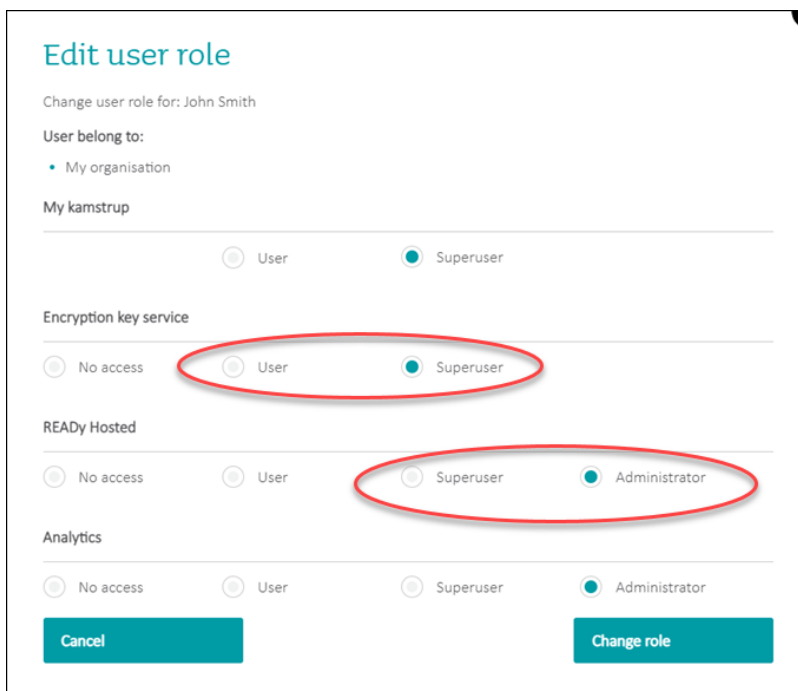 Edit user role
Change user role for: John Smith
User belong to:
• My organisation
My kamstrup
User Superuser
Encryption key service
No access User Superuser
READy Hosted
No access User Superuser Administrator
Analytics
No access User Superuser Administrator
Cancel Change role